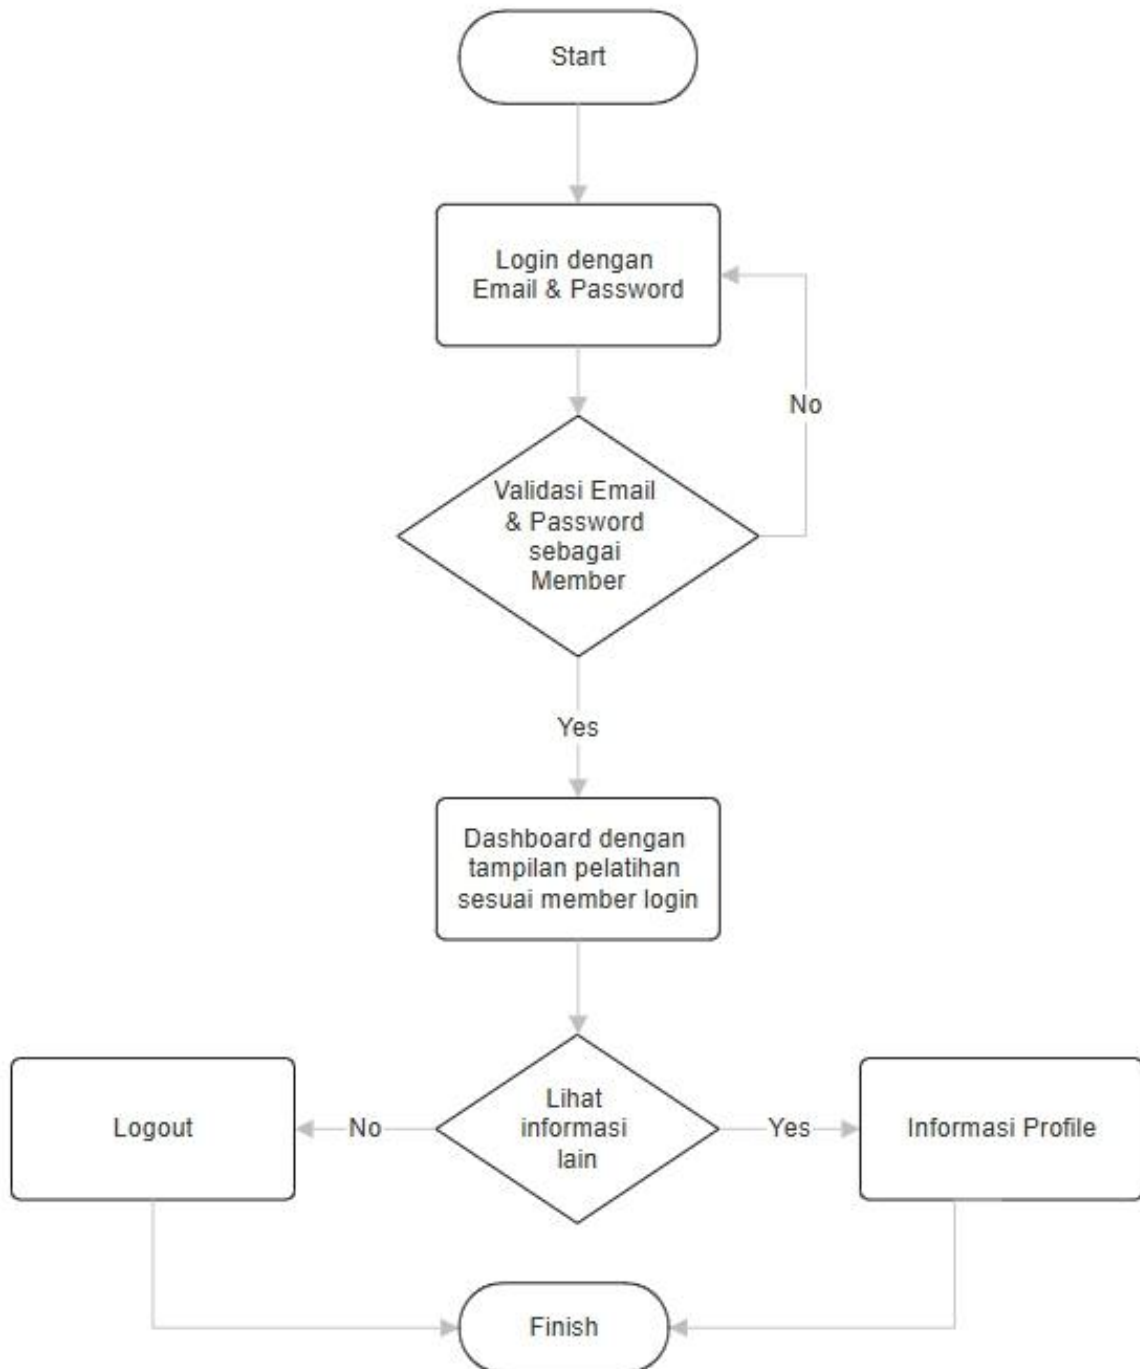 Start
Login dengan
Email & Password
No
Validasi Email
& Password
sebagai
Member
Yes
Dashboard dengan
tampilan pelatihan
sesuai member login
Lihat
informasi
lain
No
Logout
Yes
Informasi Profile
Finish